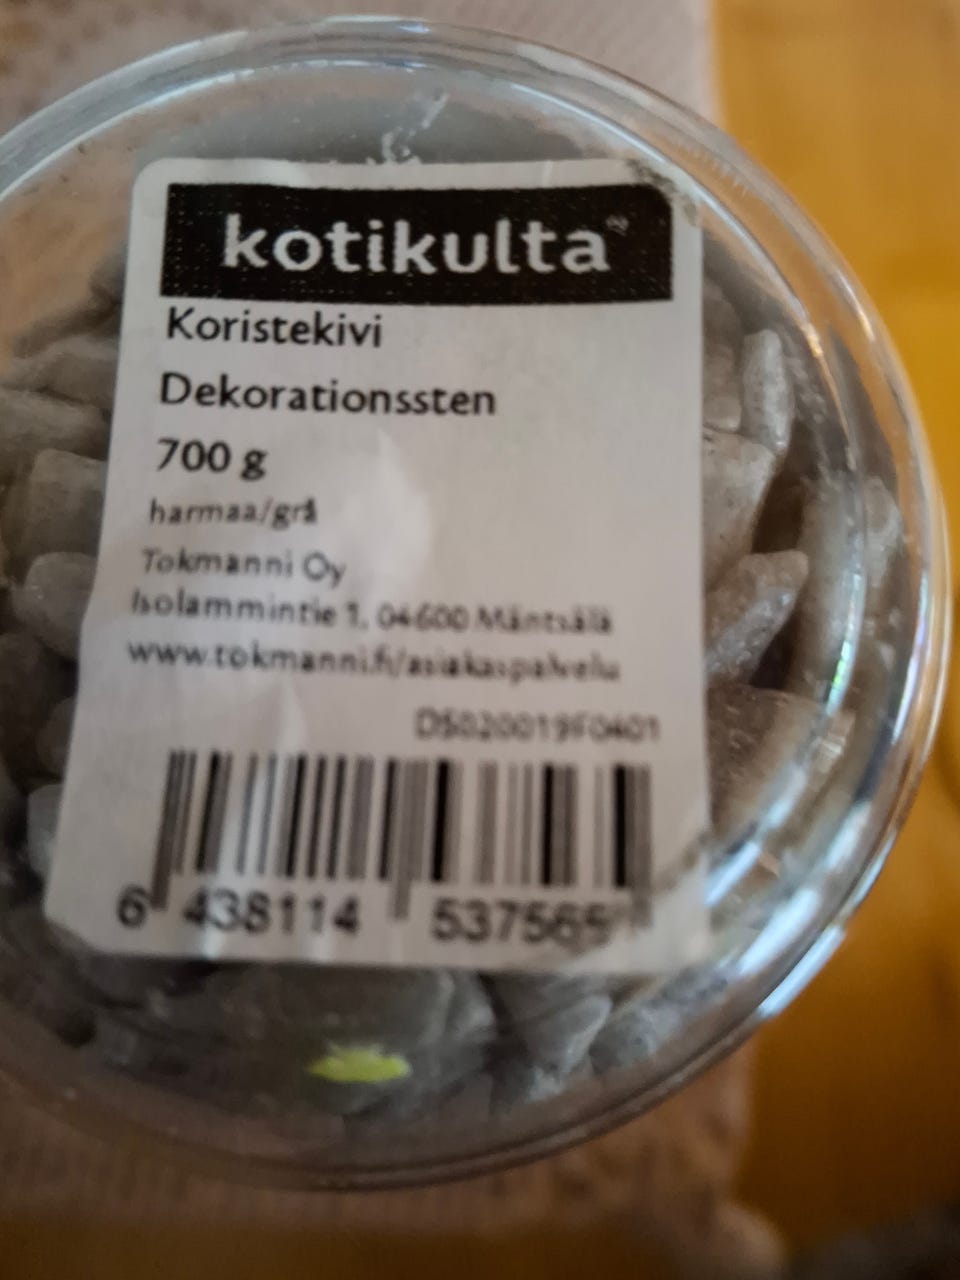 kotikulta™
Koristekivi
Dekorationssten
700 g
harmaa/grå
Tokmanni Oy
Isolammintie 1, 04600 Mäntsälä
www.tokmanni.fi/asiakaspalvelu
DS020019F0401
6 438114 537565